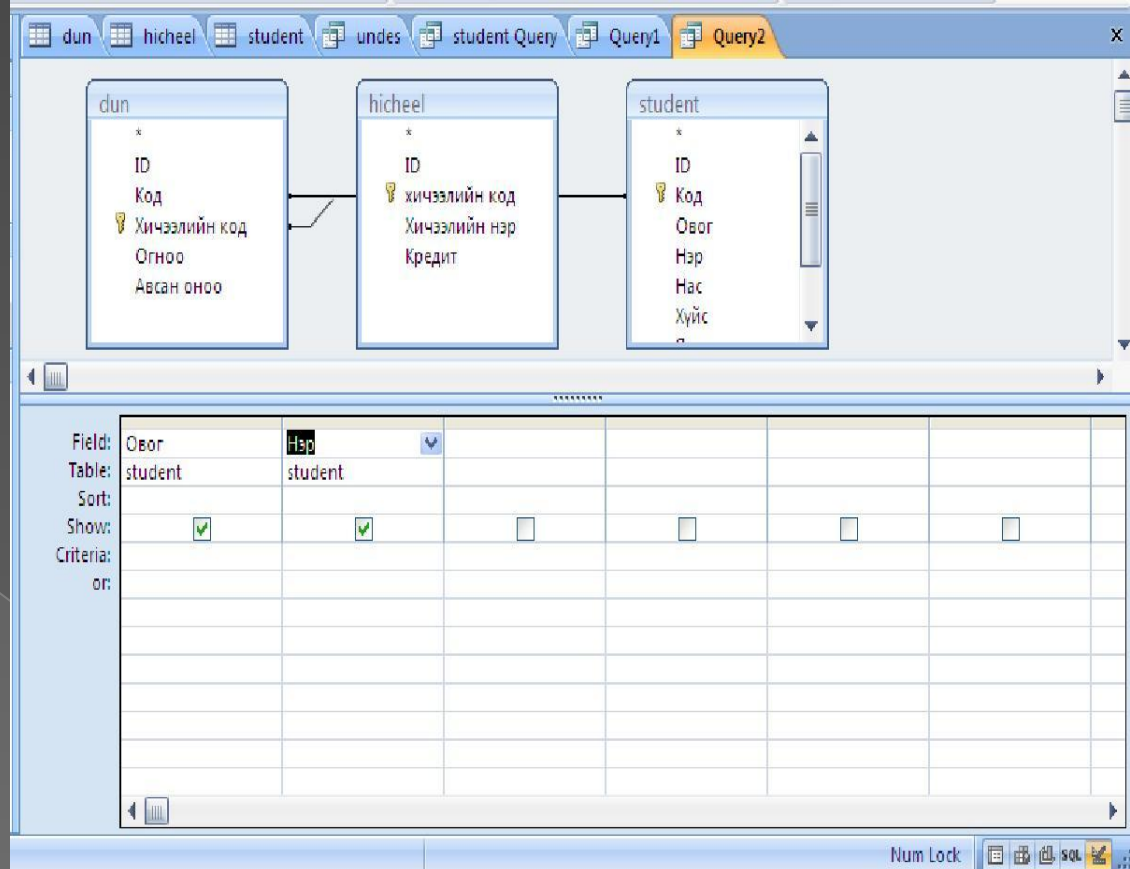 dun hicheel student undes student Query Query1 Query2 x
dun
*
ID
Код
Хичээлийн код
Огноо
Авсан оноо
hicheel
*
ID
хичээлийн код
Хичээлийн нэр
Кредит
student
*
ID
Код
Овог
Нэр
Нас
Хүйс
Field: Овог Нэр
Table: student student
Sort:
Show:
Criteria:
or:
Num Lock SQL